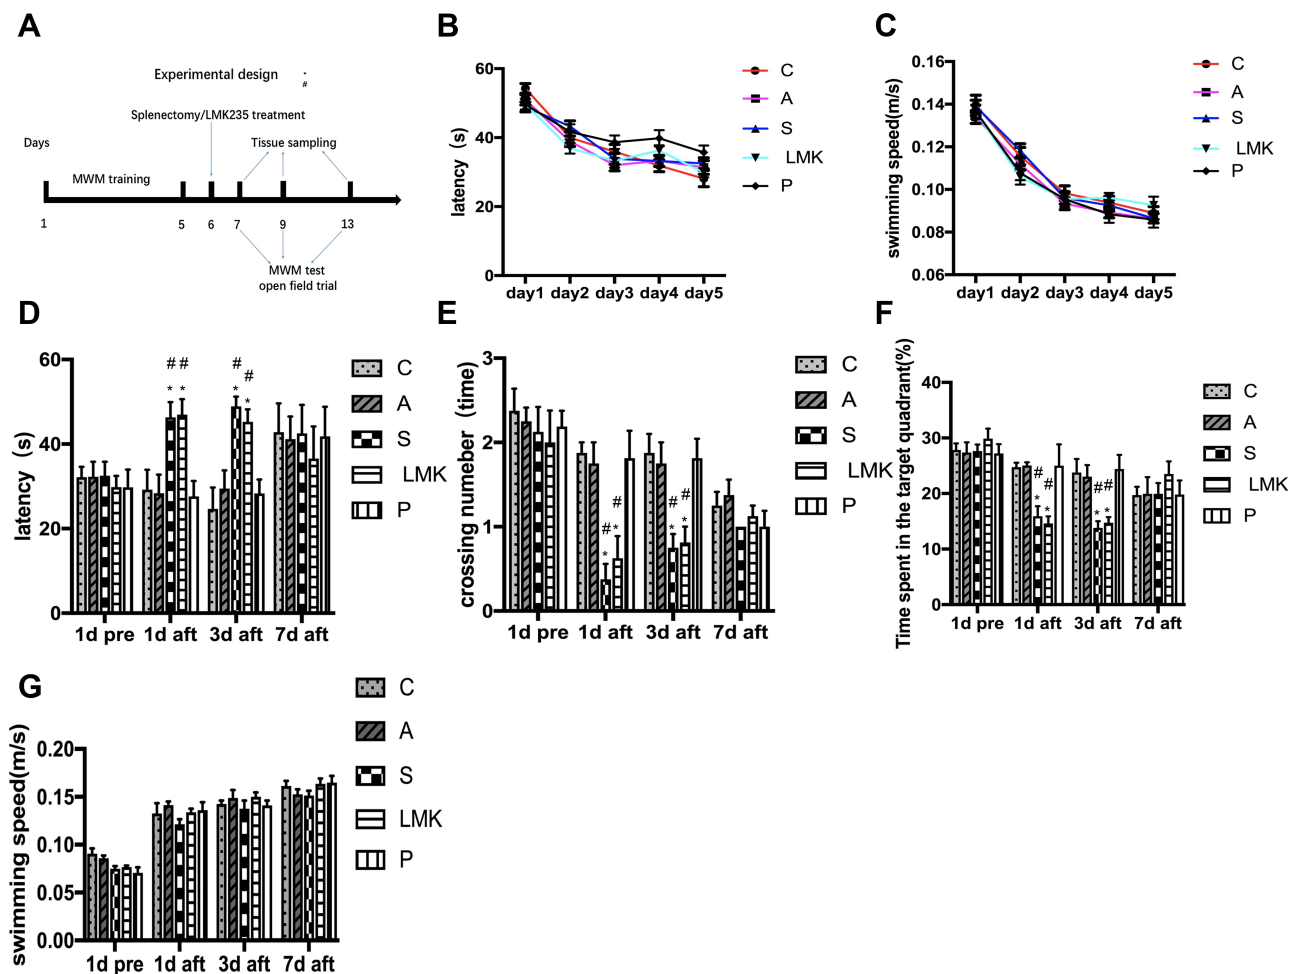 A
Experimental design
*
#
Splenectomy/LMK235 treatment
Days
Tissue sampling
MWM training
1 5 6 7 9 13
MWM test
open field trial
B
latency (s)
60
40
20
0
day1 day2 day3 day4 day5
C
A
S
LMK
P
C
swimming speed(m/s)
0.16
0.14
0.12
0.10
0.08
0.06
day1 day2 day3 day4 day5
C
A
S
LMK
P
D
latency (s)
60
40
20
0
# # # #
* * * *
1d pre 1d aft 3d aft 7d aft
C
A
S
LMK
P
E
crossing numeber (time)
3
2
1
0
# # # #
* * * *
1d pre 1d aft 3d aft 7d aft
C
A
S
LMK
P
F
Time spent in the target quadrant(%)
40
30
20
10
0
# # # #
* * * *
1d pre 1d aft 3d aft 7d aft
C
A
S
LMK
P
G
swimming speed(m/s)
0.20
0.15
0.10
0.05
0.00
1d pre 1d aft 3d aft 7d aft
C
A
S
LMK
P